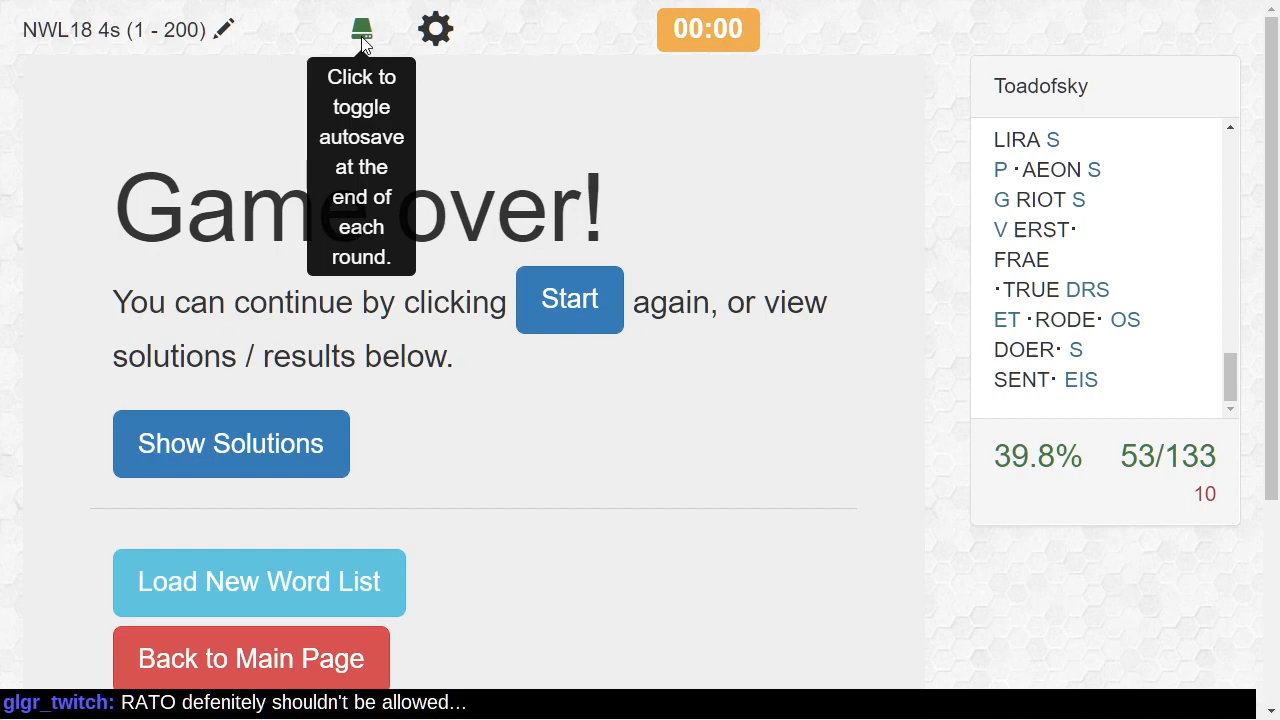 NWL18 4s (1 - 200)
00:00
Click to
toggle
autosave
at the
end of
each
round.
Toadofsky
LIRA S
P ·AEON S
G RIOT S
V ERST·
FRAE
·TRUE DRS
ET ·RODE· OS
DOER· S
SENT· EIS
39.8% 53/133
10
Game over!
You can continue by clicking Start again, or view
solutions / results below.
Show Solutions
Load New Word List
Back to Main Page
glgr_twitch: RATO defenitely shouldn't be allowed...